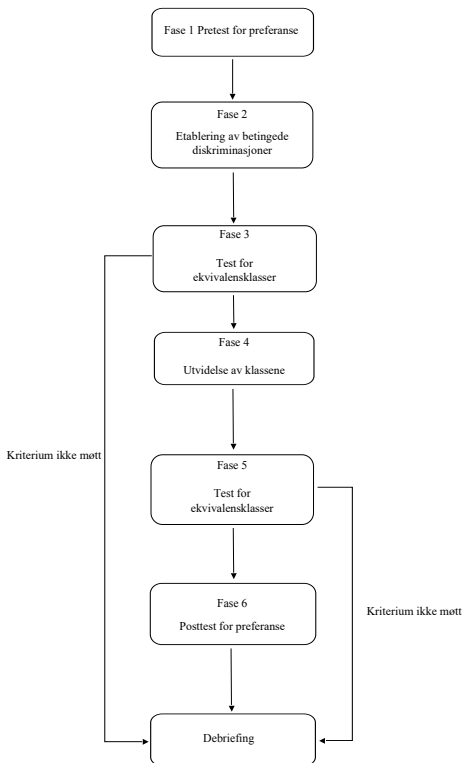 Fase 1 Pretest for preferanse
Fase 2
Etablering av betingede
diskriminasjoner
Fase 3
Test for
ekvivalensklasser
Fase 4
Utvidelse av klassene
Kriterium ikke møtt
Fase 5
Test for
ekvivalensklasser
Fase 6
Posttest for preferanse
Kriterium ikke møtt
Debriefing